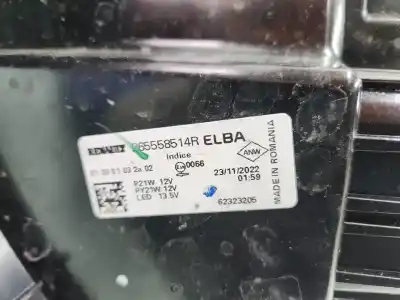 265558514R ELBA
Indice
0066
ANW
23/11/2022
01:59
P21W 12V
PY21W 12V
LED 13.5V
62323205
MADE IN ROMANIA